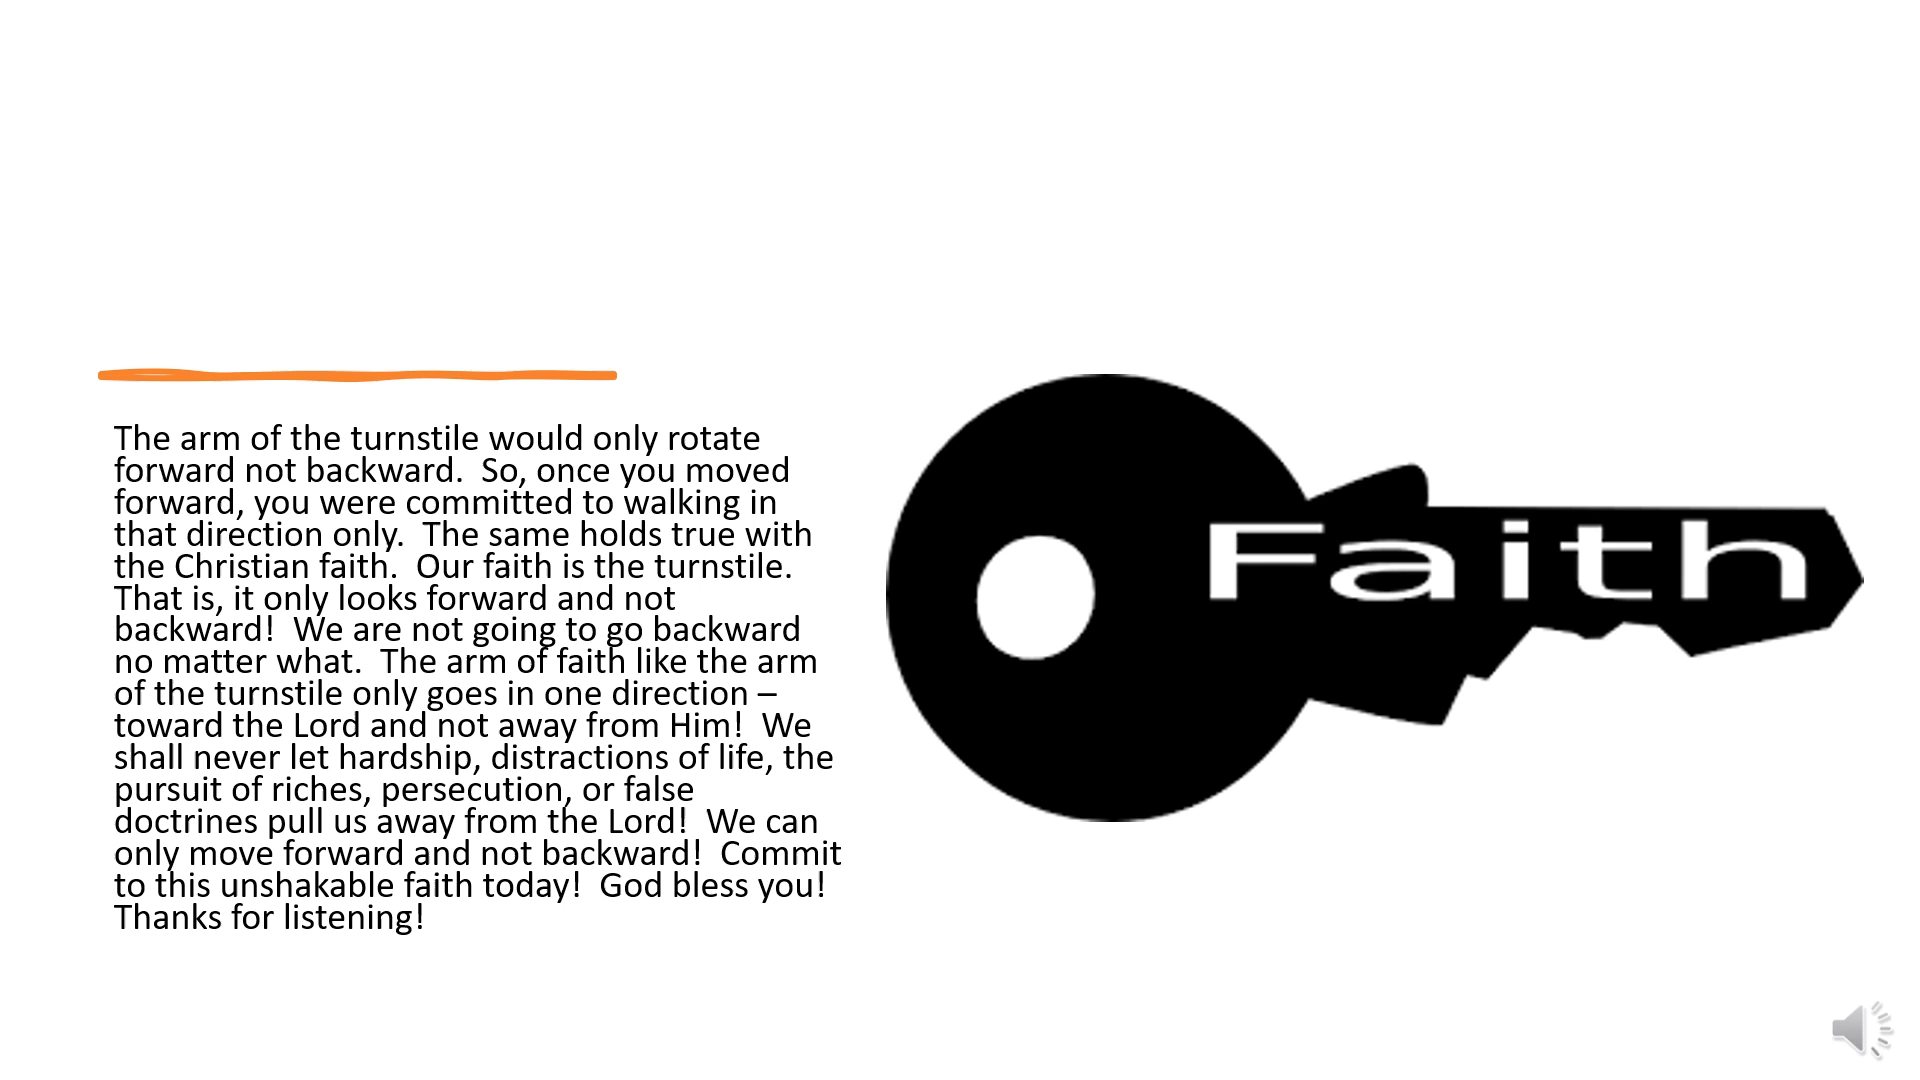 The arm of the turnstile would only rotate
forward not backward.  So, once you moved
forward, you were committed to walking in
that direction only.  The same holds true with
the Christian faith.  Our faith is the turnstile.
That is, it only looks forward and not
backward!  We are not going to go backward
no matter what.  The arm of faith like the arm
of the turnstile only goes in one direction –
toward the Lord and not away from Him!  We
shall never let hardship, distractions of life, the
pursuit of riches, persecution, or false
doctrines pull us away from the Lord!  We can
only move forward and not backward!  Commit
to this unshakable faith today!  God bless you!
Thanks for listening!
Faith